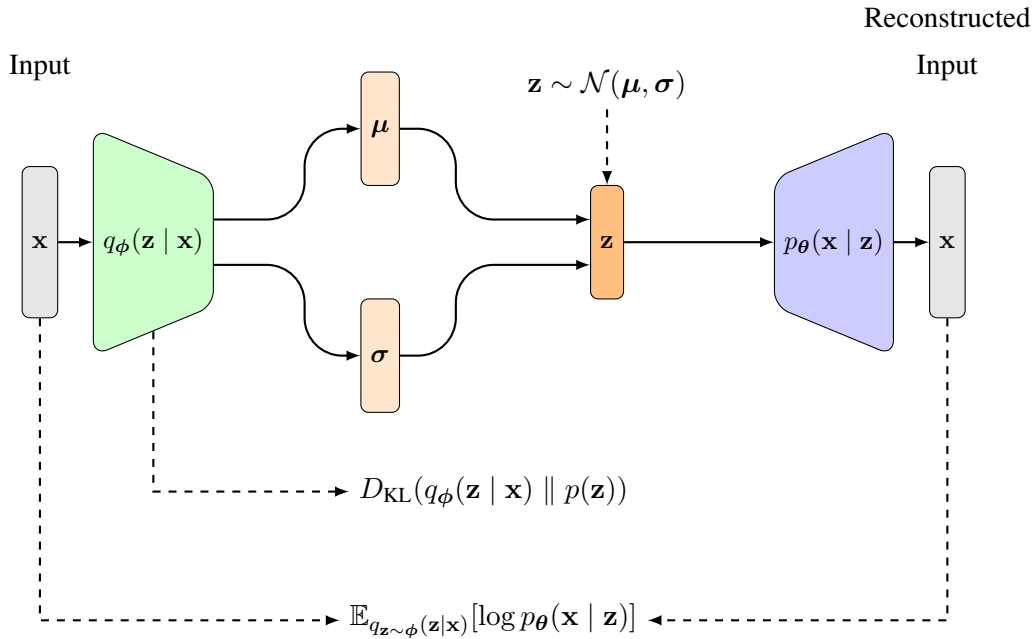 Reconstructed
Input
Input
z ∼ 𝒩(μ, σ)
μ
x
q_ϕ(z | x)
z
p_θ(x | z)
x
σ
D_KL(q_ϕ(z | x) ∥ p(z))
𝔼_{q_{z∼ϕ}(z|x)}[log p_θ(x | z)]